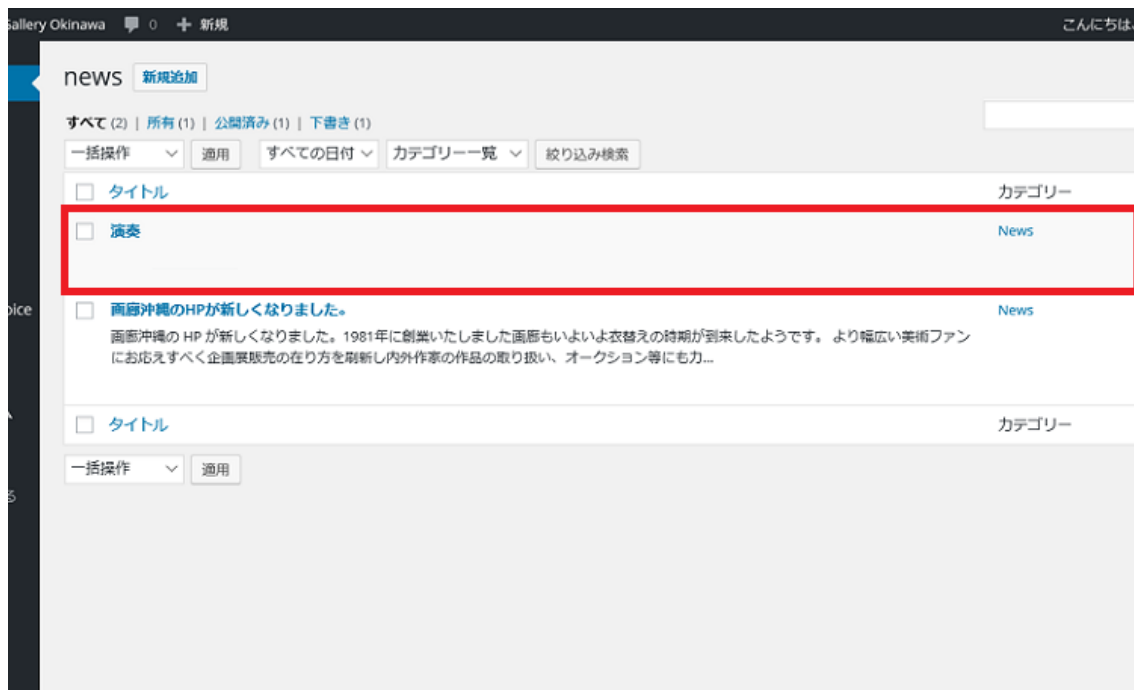 Gallery Okinawa 0 + 新規 こんにちは、
news 新規追加
すべて (2) | 所有 (1) | 公開済み (1) | 下書き (1)
一括操作 適用 すべての日付 カテゴリー一覧 絞り込み検索
タイトル カテゴリー
演奏 News
oice
画廊沖縄のHPが新しくなりました。 News
画廊沖縄の HP が新しくなりました。1981年に創業いたしました画廊もいよいよ衣替えの時期が到来したようです。 より幅広い美術ファン
にお応えすべく企画展販売の在り方を刷新し内外作家の作品の取り扱い、オークション等にも力...
タイトル カテゴリー
一括操作 適用
る